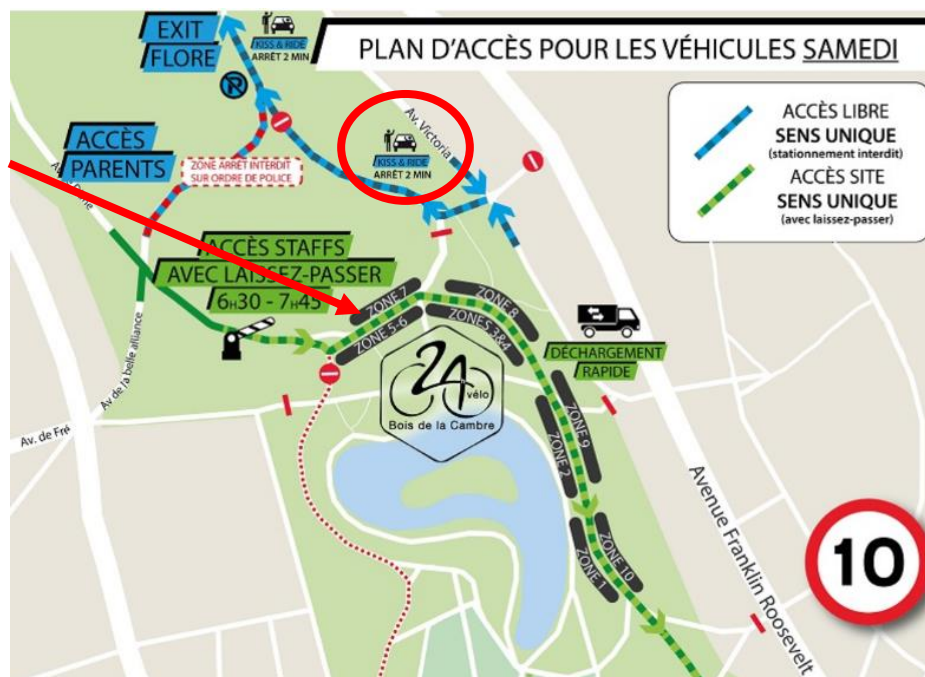 EXIT
FLORE
KISS & RIDE
ARRÊT 2 MIN
PLAN D'ACCÈS POUR LES VÉHICULES SAMEDI
ACCÈS LIBRE
SENS UNIQUE
(stationnement interdit)
ACCÈS SITE
SENS UNIQUE
(avec laissez-passer)
P
ACCÈS
PARENTS
ZONE ARRÊT INTERDIT
SUR ORDRE DE POLICE
KISS & RIDE
ARRÊT 2 MIN
Av. Victoria
ACCÈS STAFFS
AVEC LAISSEZ-PASSER
6H30 - 7H45
ZONE 7
ZONE 5-6
ZONE 8
ZONES 3&4
DÉCHARGEMENT
RAPIDE
Av de la belle alliance
Av. de Fré
24
vélo
Bois de la Cambre
ZONE 9
ZONE 2
ZONE 10
ZONE 1
Avenue Franklin Roosevelt
10